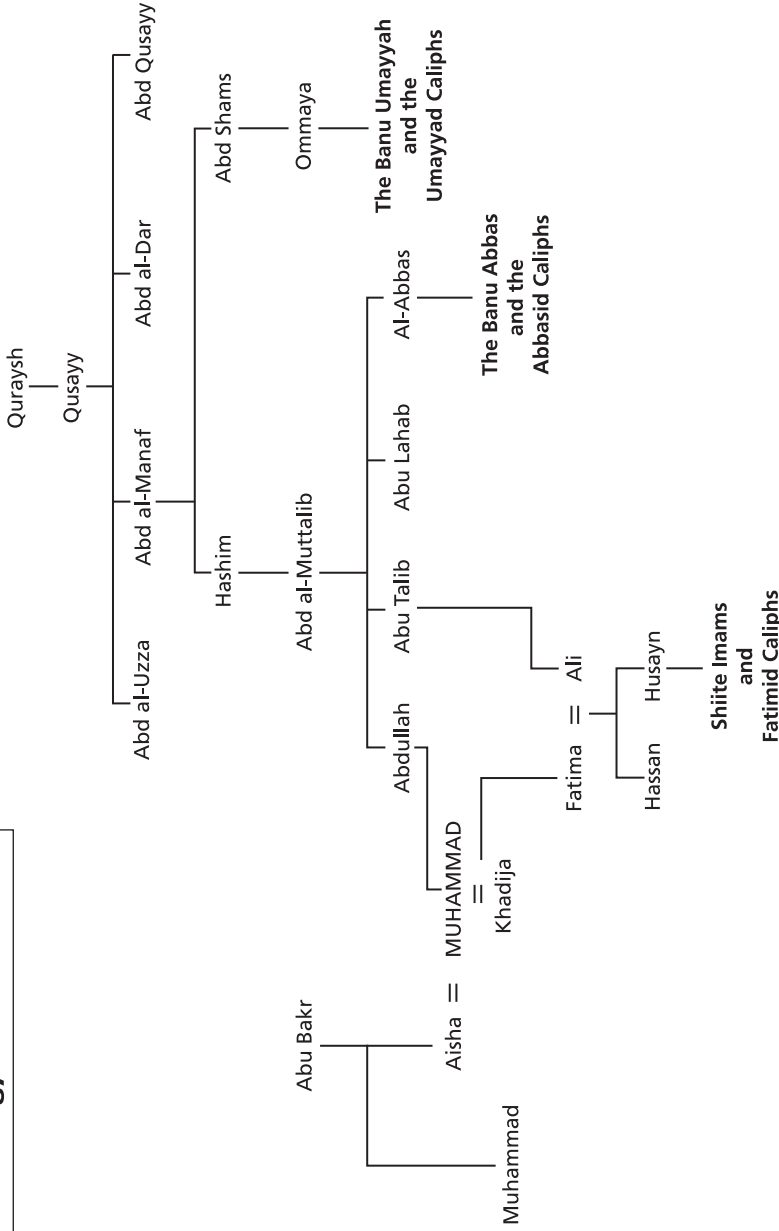 Quraysh
Qusayy
Abd al-Uzza
Abd al-Manaf
Abd al-Dar
Abd Qusayy
Hashim
Abd Shams
Abu Bakr
Abd al-Muttalib
Ommaya
Abdullah
Abu Talib
Abu Lahab
Al-Abbas
The Banu Umayyah
and the
Umayyad Caliphs
Aisha = MUHAMMAD
=
Khadija
The Banu Abbas
and the
Abbasid Caliphs
Muhammad
Fatima = Ali
Hassan
Husayn
Shiite Imams
and
Fatimid Caliphs